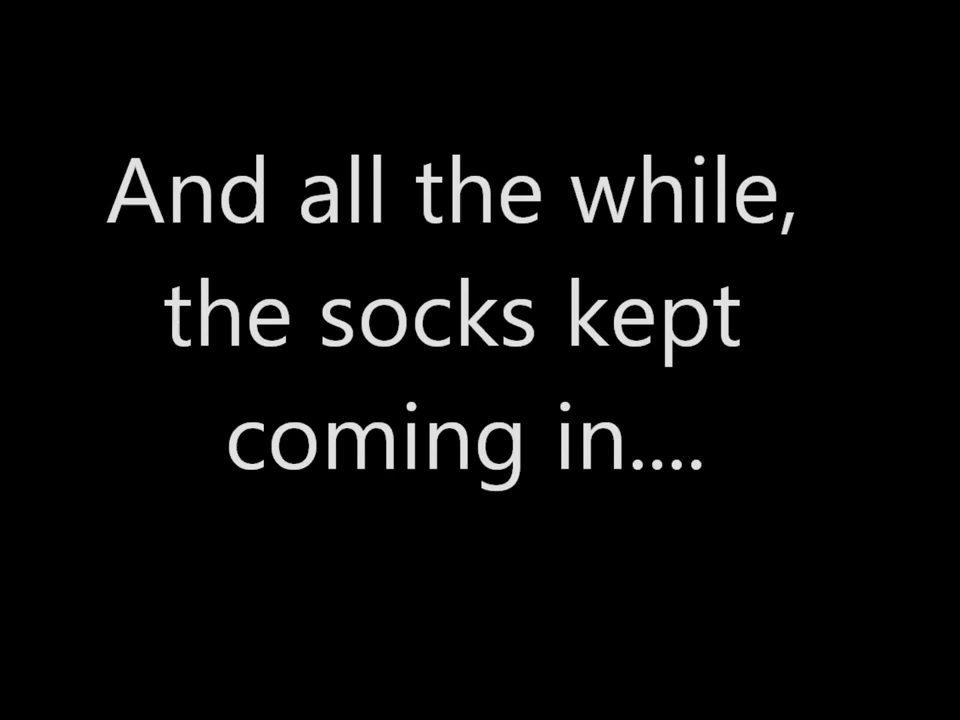 And all the while,
the socks kept
coming in....